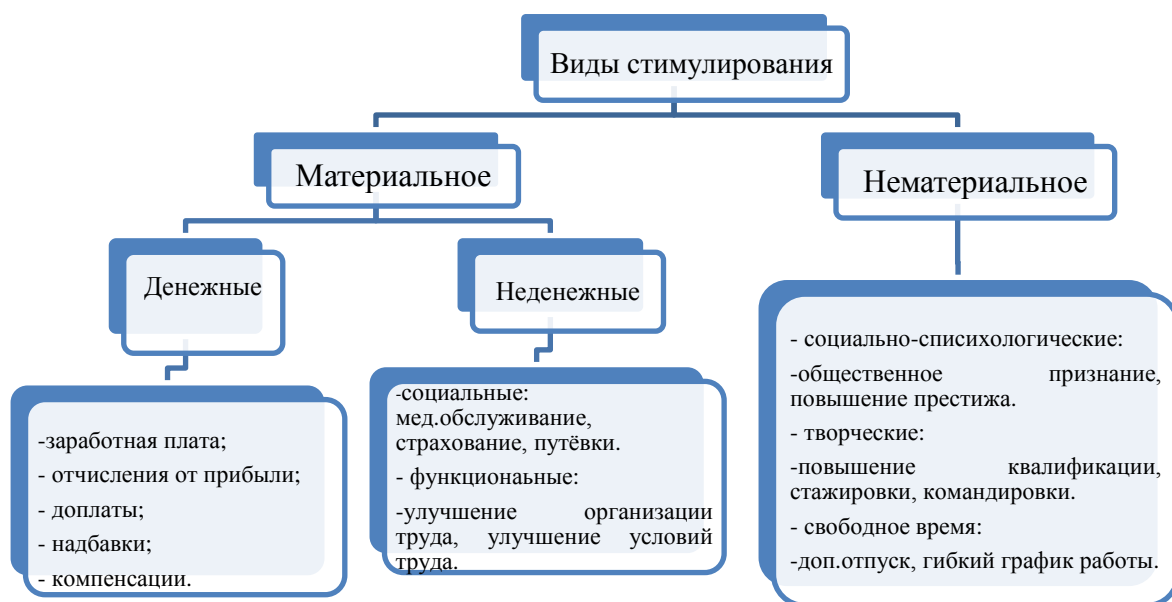 Виды стимулирования
Материальное
Нематериальное
Денежные
Неденежные
-заработная плата;
- отчисления от прибыли;
- доплаты;
- надбавки;
- компенсации.
-социальные:
мед.обслуживание,
страхование, путёвки.
- функционаьные:
-улучшение организации
труда, улучшение условий
труда.
- социально-списихологические:
-общественное признание,
повышение престижа.
- творческие:
-повышение квалификации,
стажировки, командировки.
- свободное время:
-доп.отпуск, гибкий график работы.